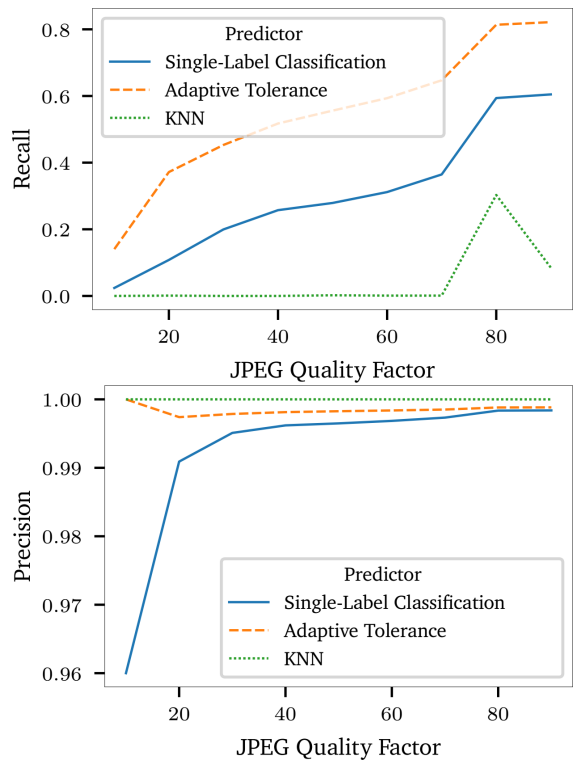 0.8
0.6
0.4
0.2
0.0
Recall
Predictor
Single-Label Classification
Adaptive Tolerance
KNN
20 40 60 80
JPEG Quality Factor
1.00
0.99
0.98
0.97
0.96
Precision
Predictor
Single-Label Classification
Adaptive Tolerance
KNN
20 40 60 80
JPEG Quality Factor